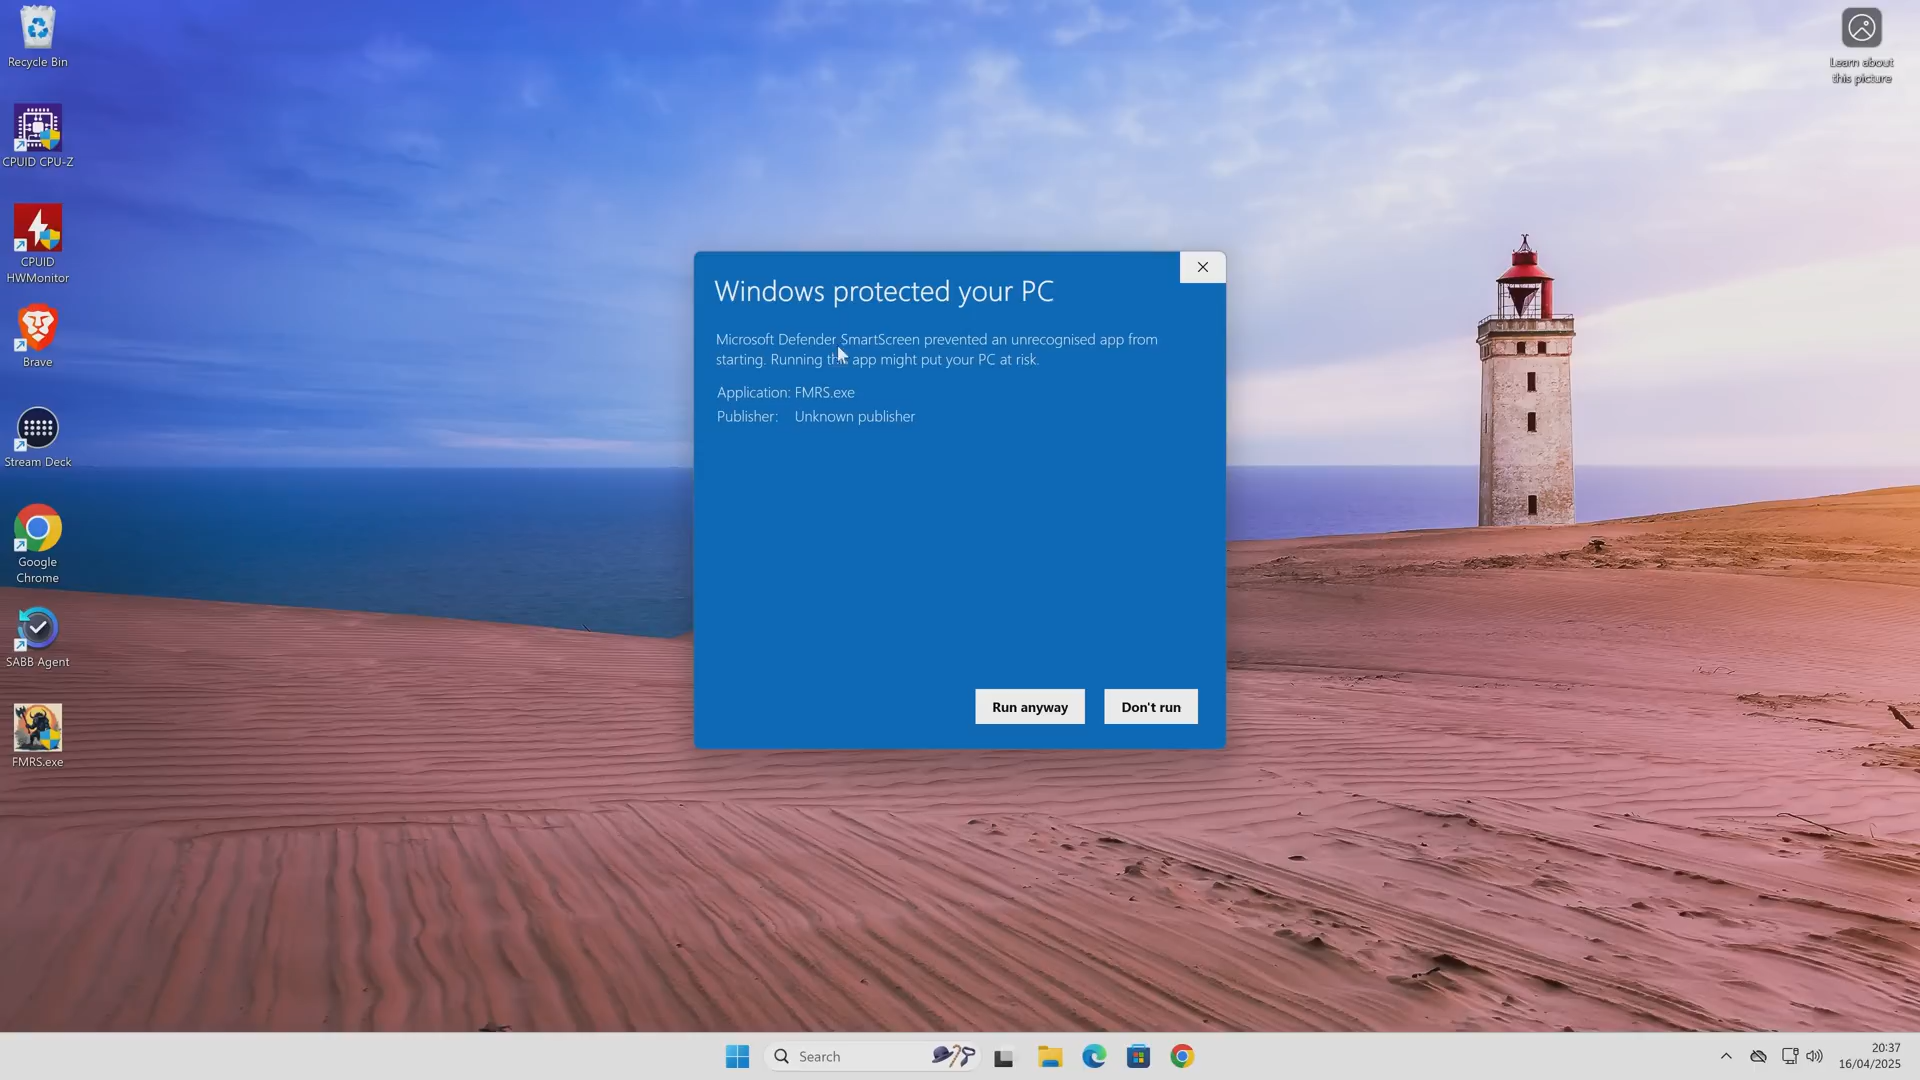 Recycle Bin
CPUID CPU-Z
CPUID
HWMonitor
Brave
Stream Deck
Google
Chrome
SABB Agent
FMRS.exe
Learn about
this picture
Windows protected your PC
Microsoft Defender SmartScreen prevented an unrecognised app from
starting. Running this app might put your PC at risk.
Application: FMRS.exe
Publisher: Unknown publisher
Run anyway
Don't run
Search
20:37
16/04/2025